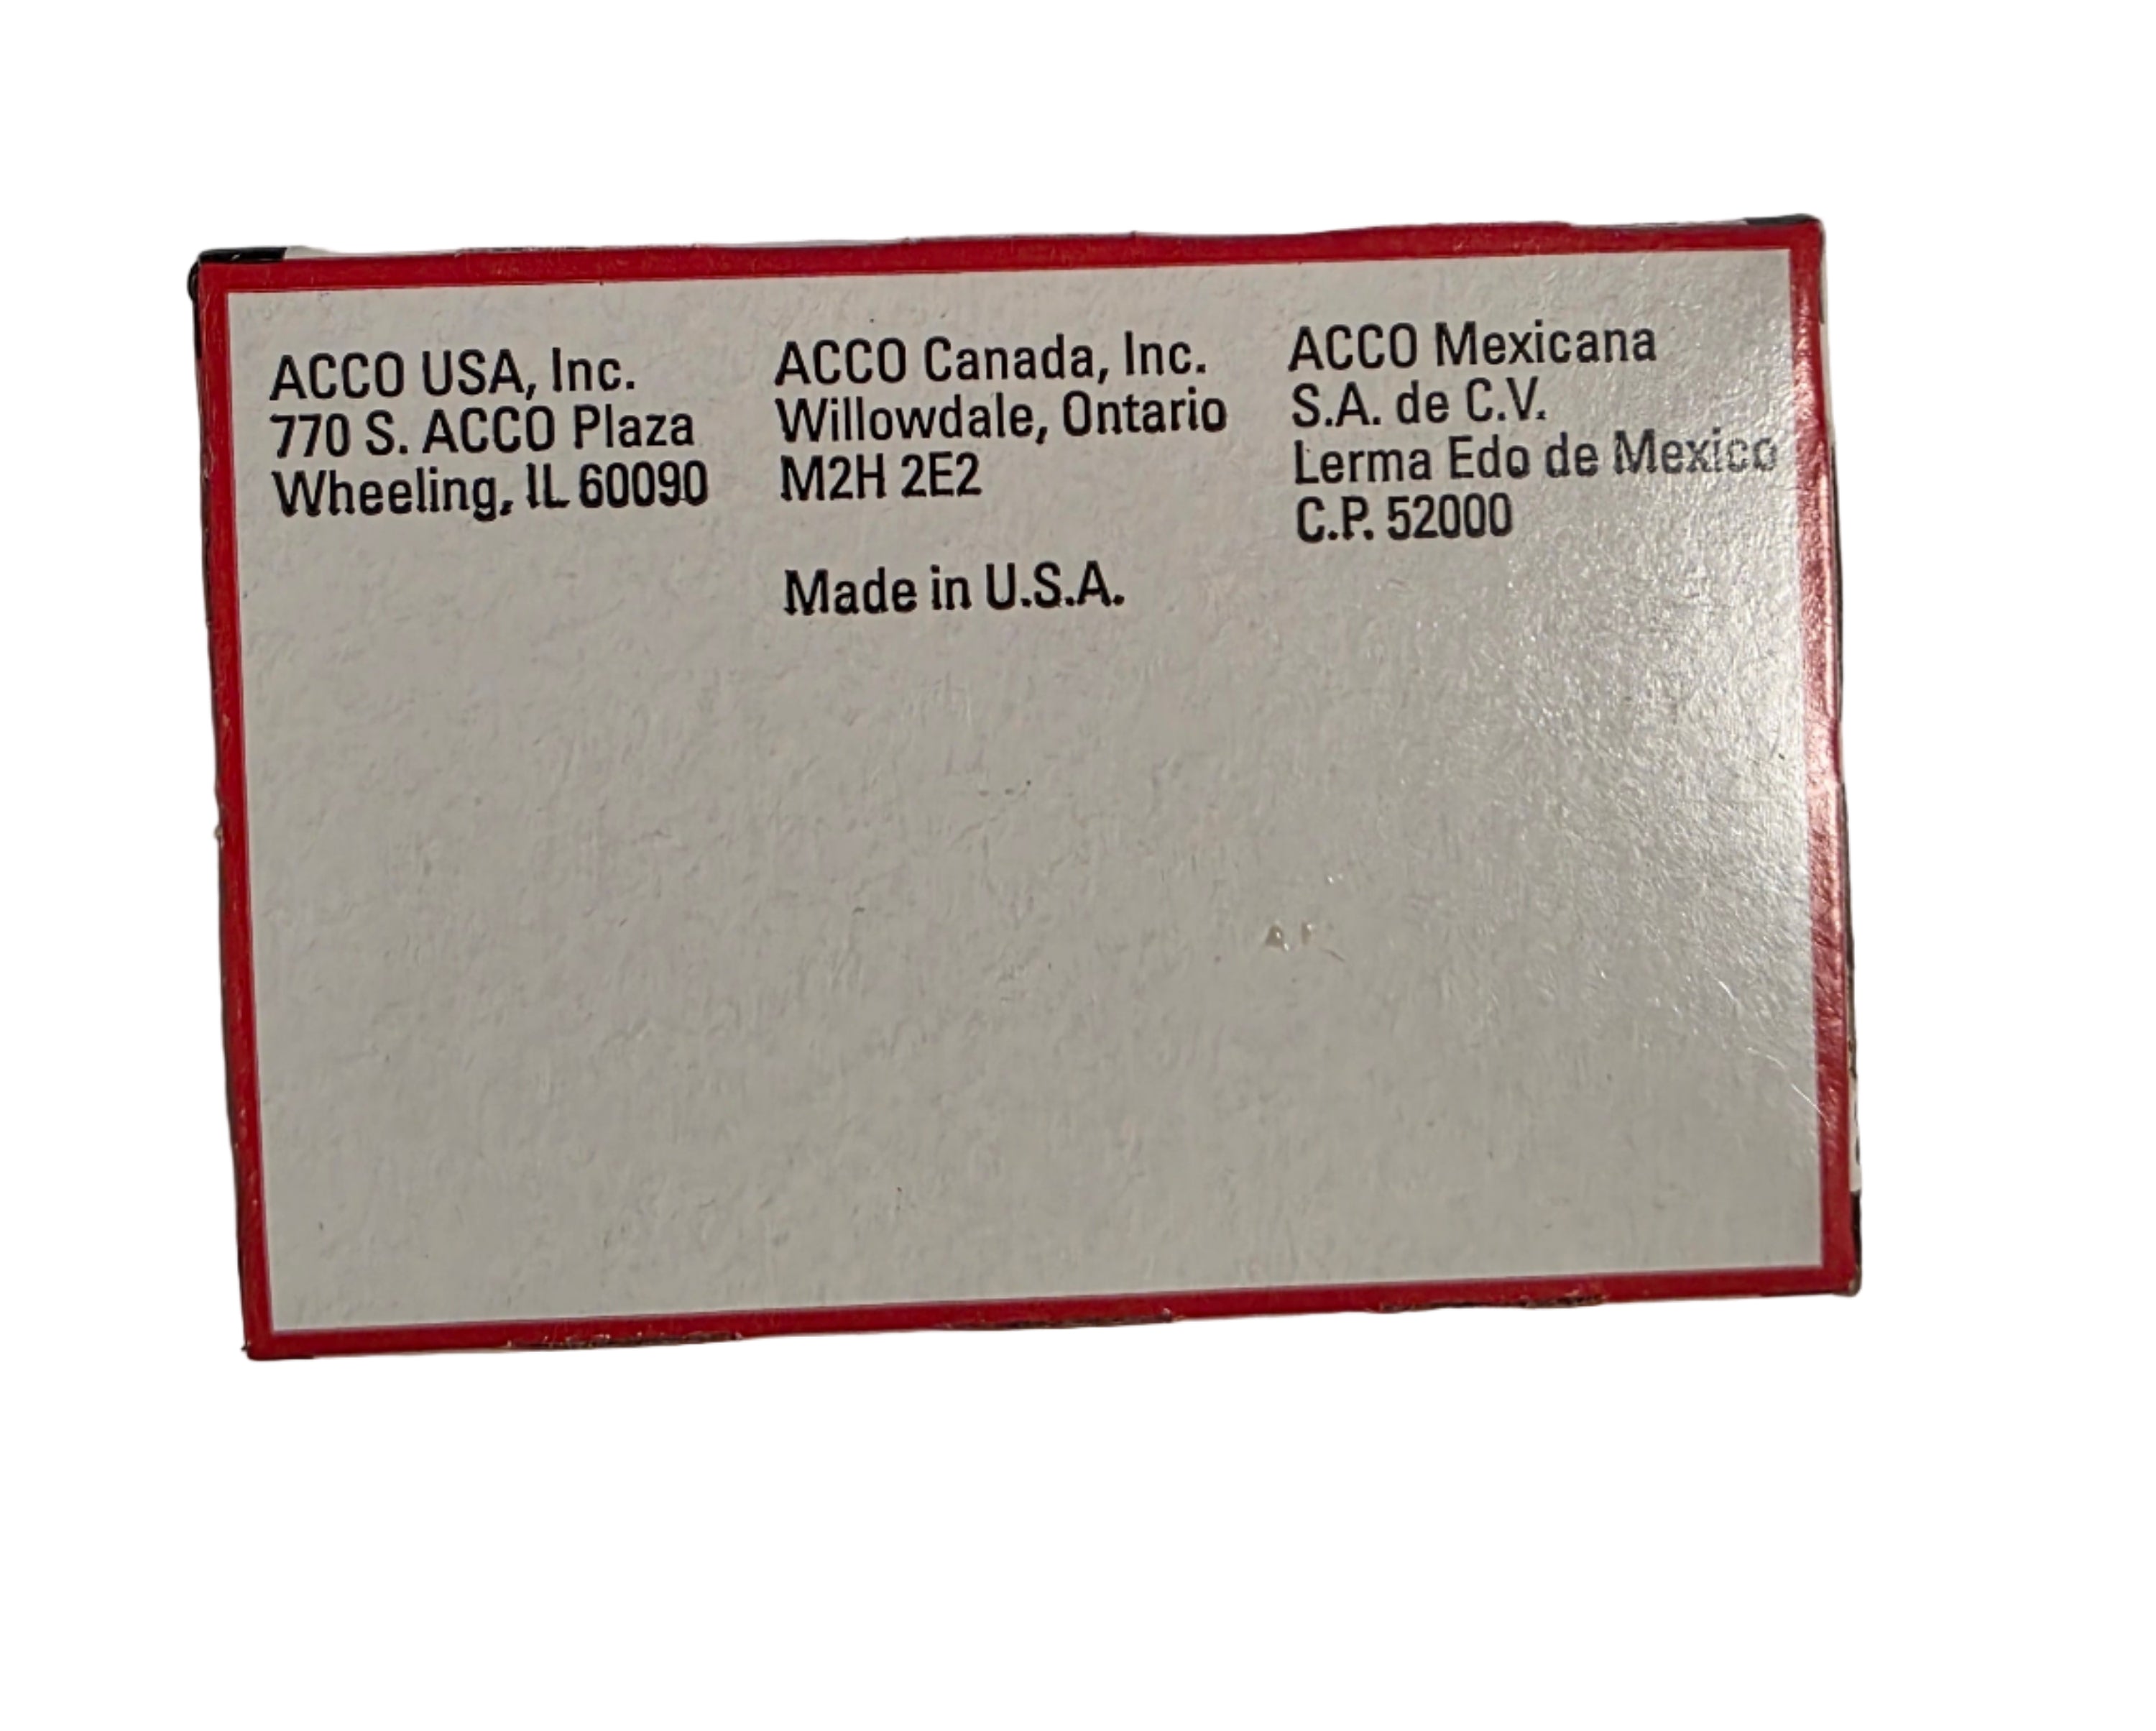 ACCO USA, Inc.
770 S. ACCO Plaza
Wheeling, IL 60090
ACCO Canada, Inc.
Willowdale, Ontario
M2H 2E2
Made in U.S.A.
ACCO Mexicana
S.A. de C.V.
Lerma Edo de Mexico
C.P. 52000